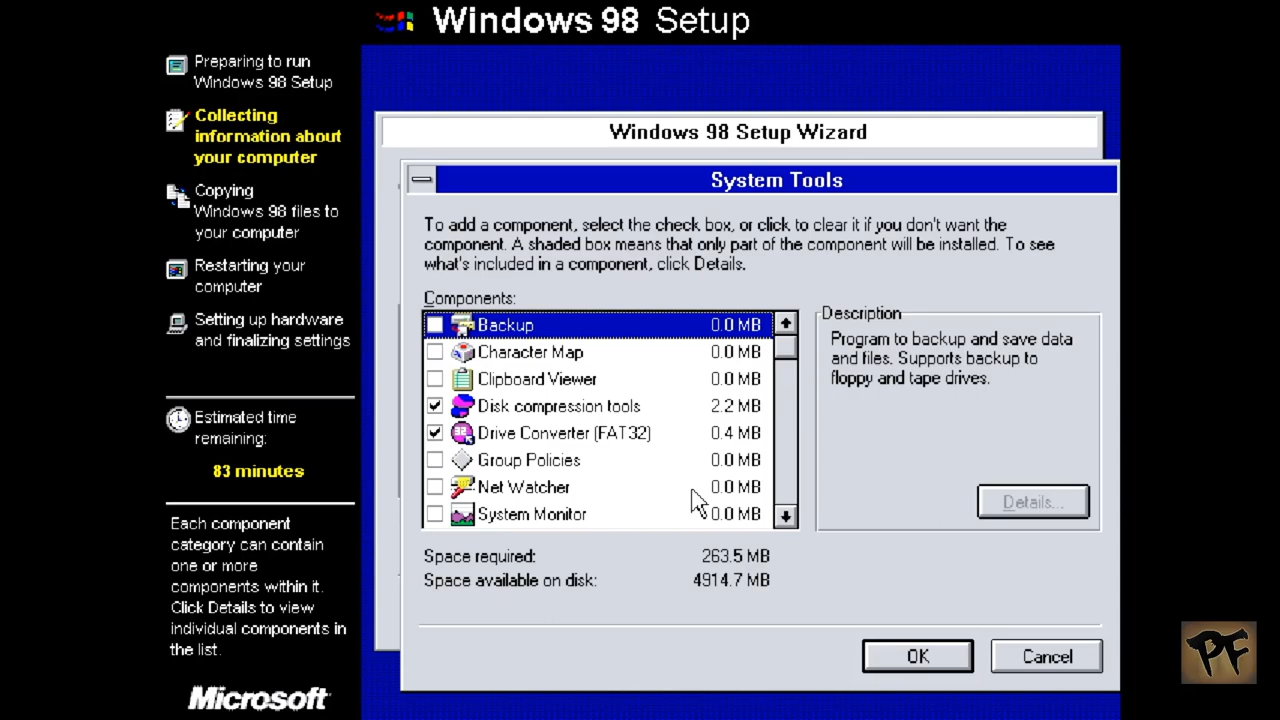 Windows 98 Setup
Preparing to run
Windows 98 Setup
Collecting
information about
your computer
Copying
Windows 98 files to
your computer
Restarting your
computer
Setting up hardware
and finalizing settings
Estimated time
remaining:
83 minutes
Each component
category can contain
one or more
components within it.
Click Details to view
individual components in
the list.
Microsoft
Windows 98 Setup Wizard
System Tools
To add a component, select the check box, or click to clear it if you don't want the
component. A shaded box means that only part of the component will be installed. To see
what's included in a component, click Details.
Components:
Backup 0.0 MB
Character Map 0.0 MB
Clipboard Viewer 0.0 MB
Disk compression tools 2.2 MB
Drive Converter (FAT32) 0.4 MB
Group Policies 0.0 MB
Net Watcher 0.0 MB
System Monitor 0.0 MB
Description
Program to backup and save data
and files. Supports backup to
floppy and tape drives.
Details...
Space required: 263.5 MB
Space available on disk: 4914.7 MB
OK
Cancel
PF